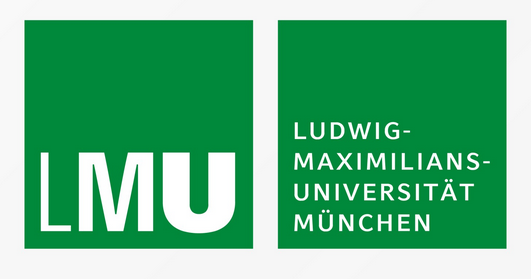 LMU
LUDWIG-
MAXIMILIANS-
UNIVERSITÄT
MÜNCHEN